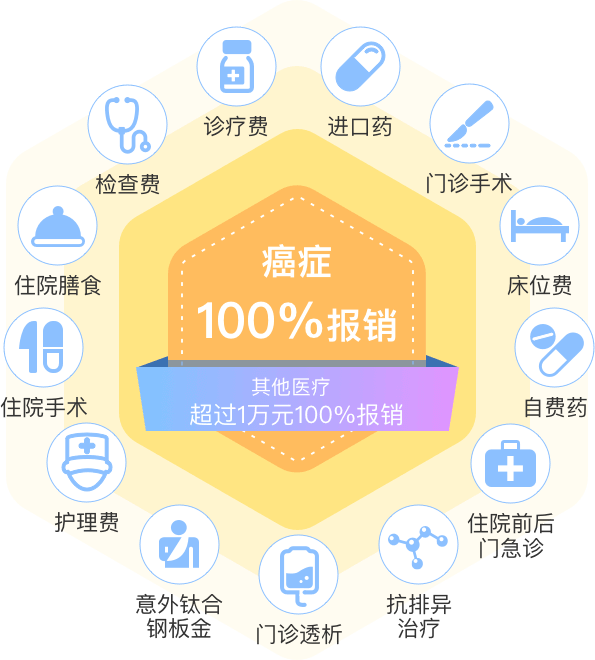 诊疗费
进口药
检查费
门诊手术
癌症
100%报销
住院膳食
床位费
其他医疗
超过1万元100%报销
住院手术
自费药
护理费
住院前后
门急诊
意外钛合
钢板金
门诊透析
抗排异
治疗